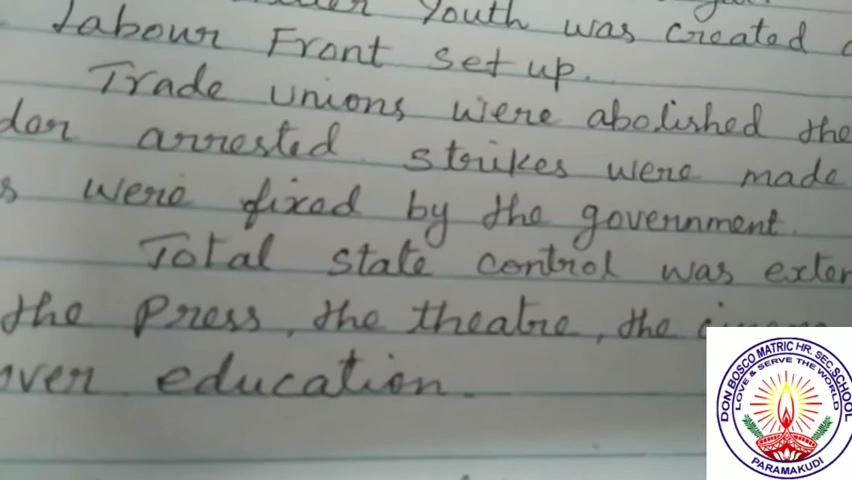 Youth was created
Labour Front set up.
Trade unions were abolished the
arrested. strikes were made
were fixed by the government.
Total state control was exten
the Press, the theatre, the
over education.
DON BOSCO MATRIC HR. SEC. SCHOOL
LOVE & SERVE THE WORLD
PARAMAKUDI